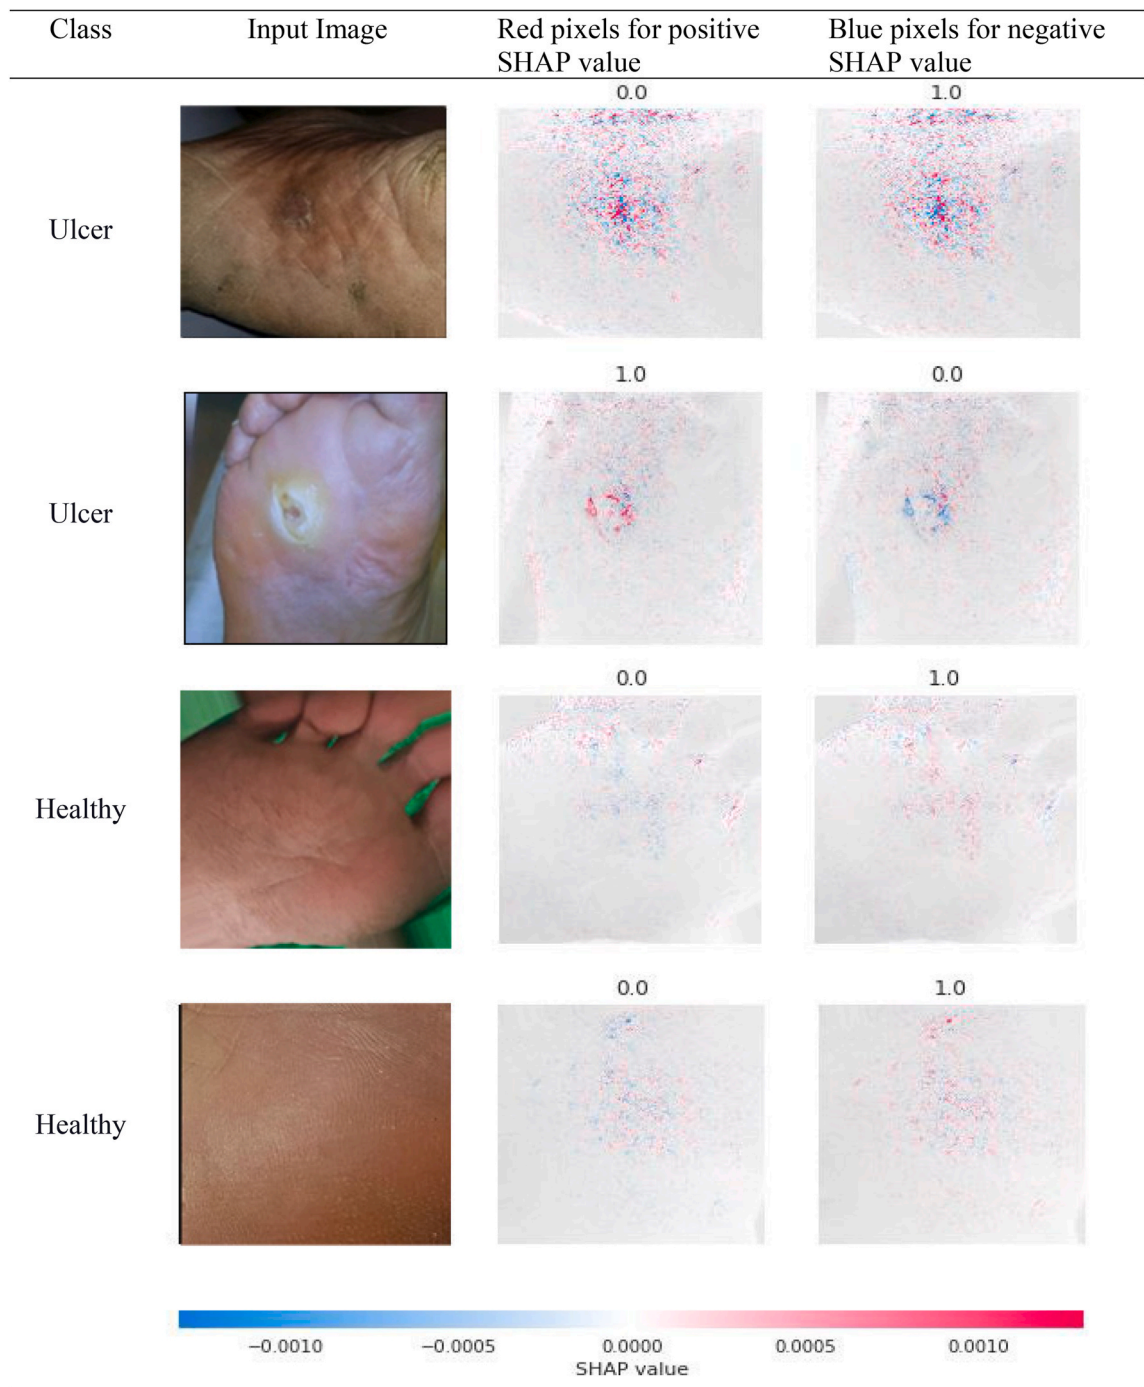 Class Input Image Red pixels for positive SHAP value Blue pixels for negative SHAP value
0.0 1.0
Ulcer
1.0 0.0
Ulcer
0.0 1.0
Healthy
0.0 1.0
Healthy
−0.0010 −0.0005 0.0000 0.0005 0.0010
SHAP value